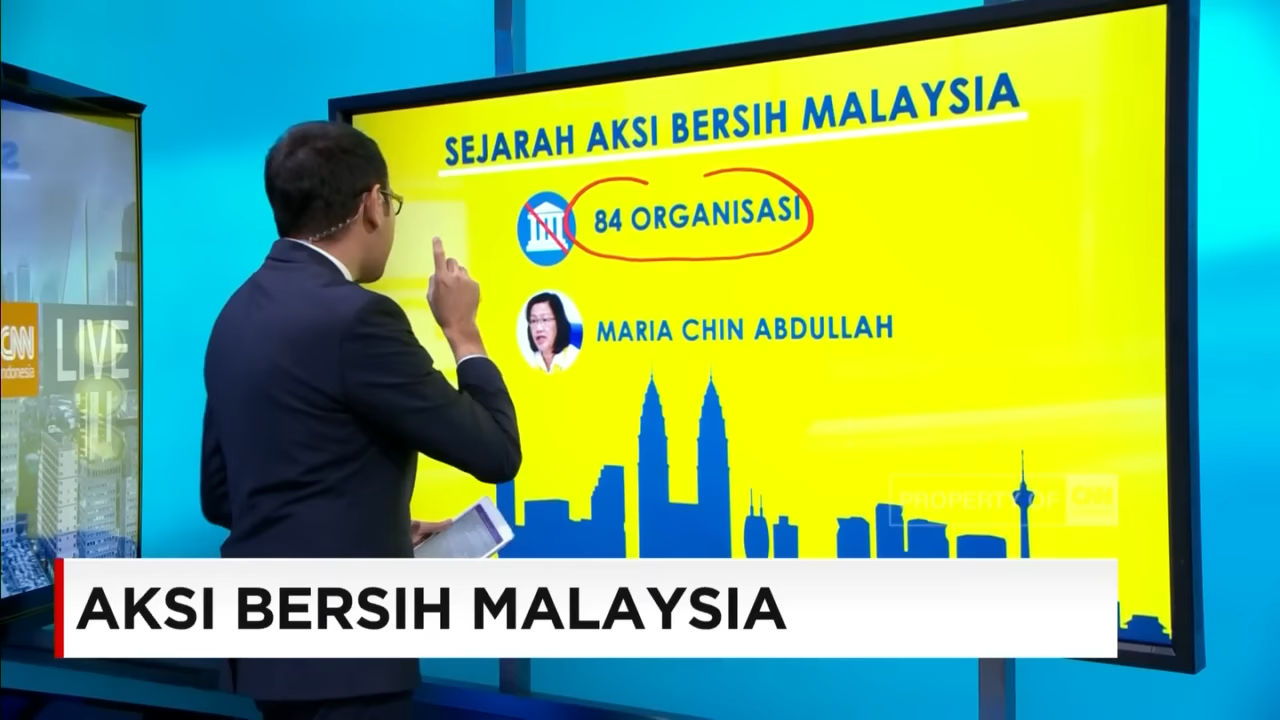 SEJARAH AKSI BERSIH MALAYSIA
84 ORGANISASI
MARIA CHIN ABDULLAH
CNN
Indonesia
LIVE
PROPERTY OF CNN
AKSI BERSIH MALAYSIA